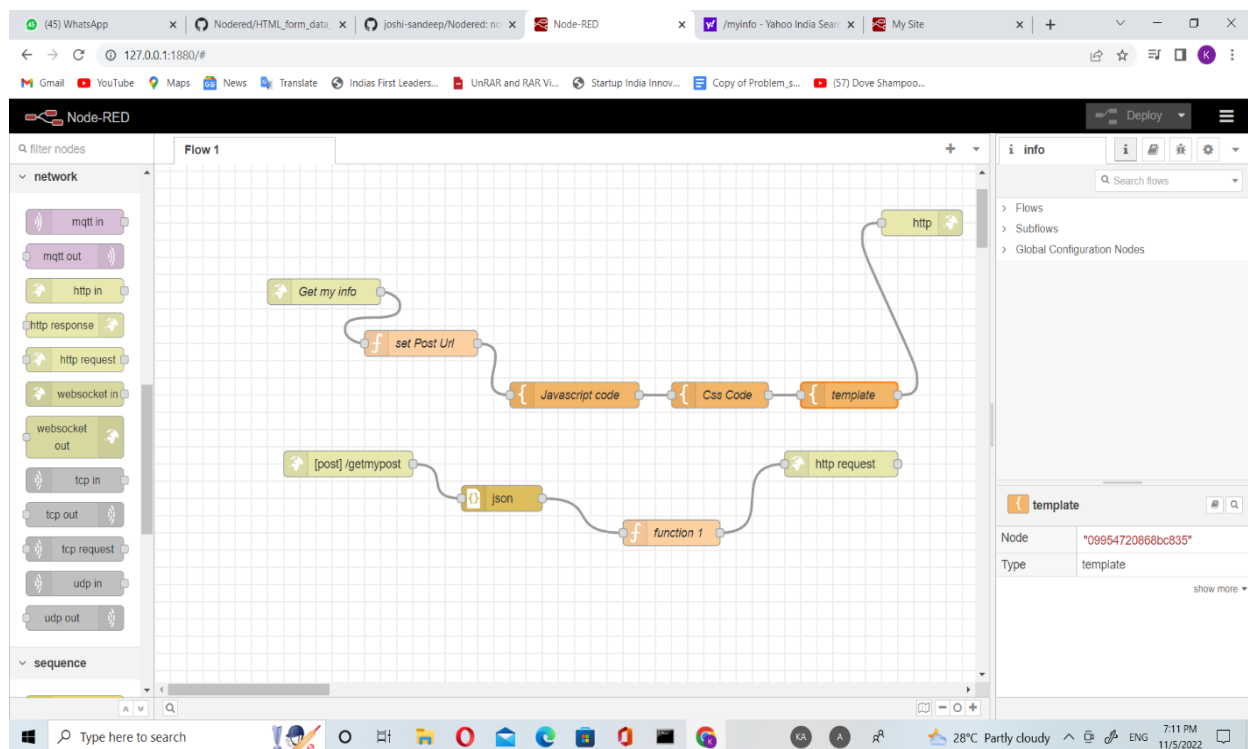 (45) WhatsApp
Nodered/HTML_form_data_
joshi-sandeep/Nodered: no
Node-RED
/myinfo - Yahoo India Sear
My Site
127.0.0.1:1880/#
K
Gmail YouTube Maps News Translate Indias First Leaders... UnRAR and RAR Vi... Startup India Innov... Copy of Problem_s... (57) Dove Shampoo...
Node-RED
Deploy
filter nodes
Flow 1
i info
network
Search flows
mqtt in
mqtt out
http in
http response
http request
websocket in
websocket
out
tcp in
tcp out
tcp request
udp in
udp out
sequence
http
Get my info
set Post Url
Javascript code
Css Code
template
[post] /getmypost
http request
json
function 1
Flows
Subflows
Global Configuration Nodes
template
Node "09954720868bc835"
Type template
show more
Type here to search
KA
A
28°C Partly cloudy
ENG
7:11 PM
11/5/2022